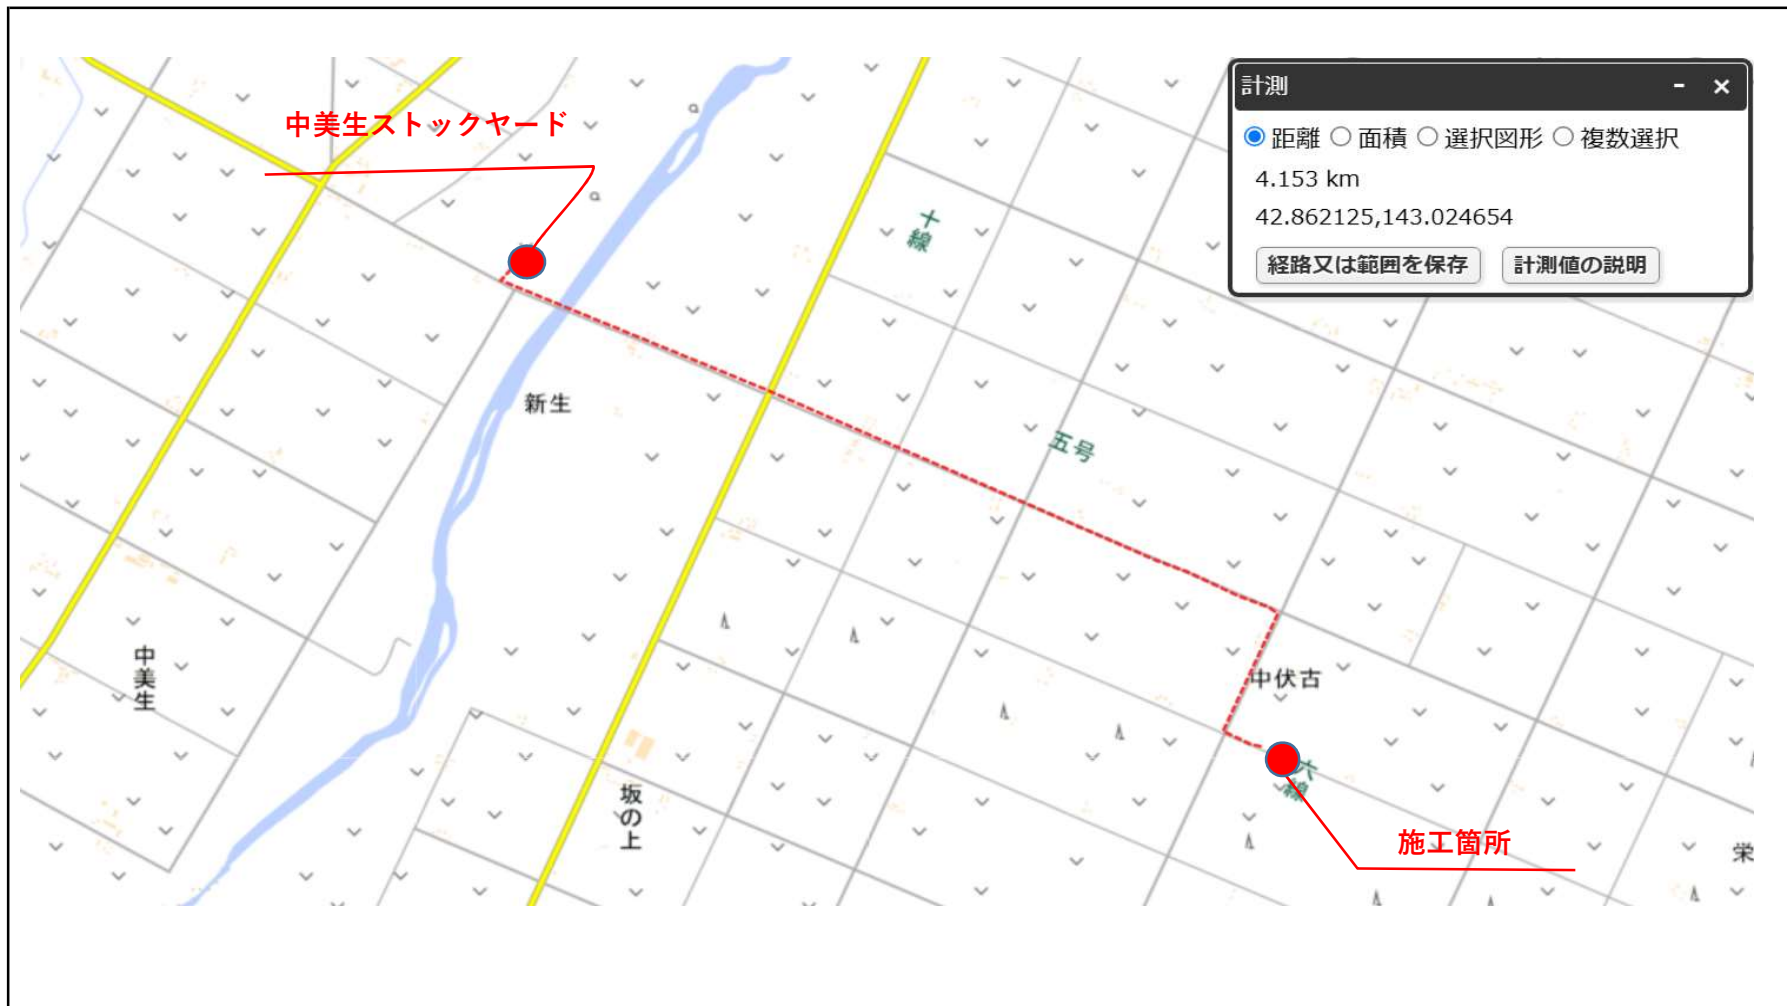 計測
距離 面積 選択図形 複数選択
4.153 km
42.862125,143.024654
経路又は範囲を保存 計測値の説明
中美生ストックヤード
十線
新生
五号
中美生
中伏古
六線
坂の上
施工箇所
栄